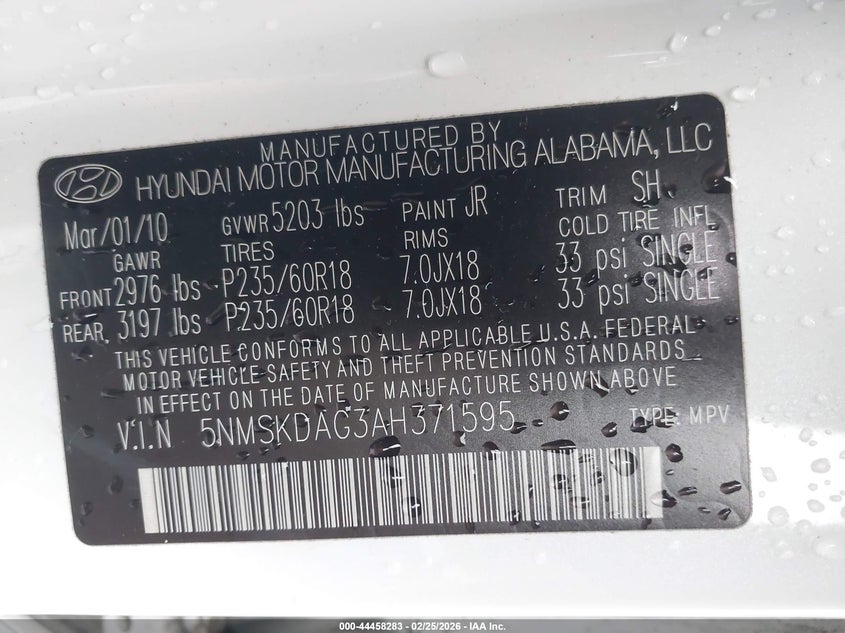 MANUFACTURED BY
HYUNDAI MOTOR MANUFACTURING ALABAMA, LLC
Mar/01/10 GVWR 5203 lbs PAINT JR TRIM SH
GAWR TIRES RIMS COLD TIRE INFL
FRONT 2976 lbs P235/60R18 7.0JX18 33 psi SINGLE
REAR. 3197 lbs P235/60R18 7.0JX18 33 psi SINGLE
THIS VEHICLE CONFORMS TO ALL APPLICABLE U.S.A. FEDERAL
MOTOR VEHICLE SAFETY AND THEFT PREVENTION STANDARDS
IN EFFECT ON THE DATE OF MANUFACTURE SHOWN ABOVE
V.I.N 5NMSKDAG3AH371595 TYPE: MPV
000-44458283 - 02/25/2026 - IAA Inc.